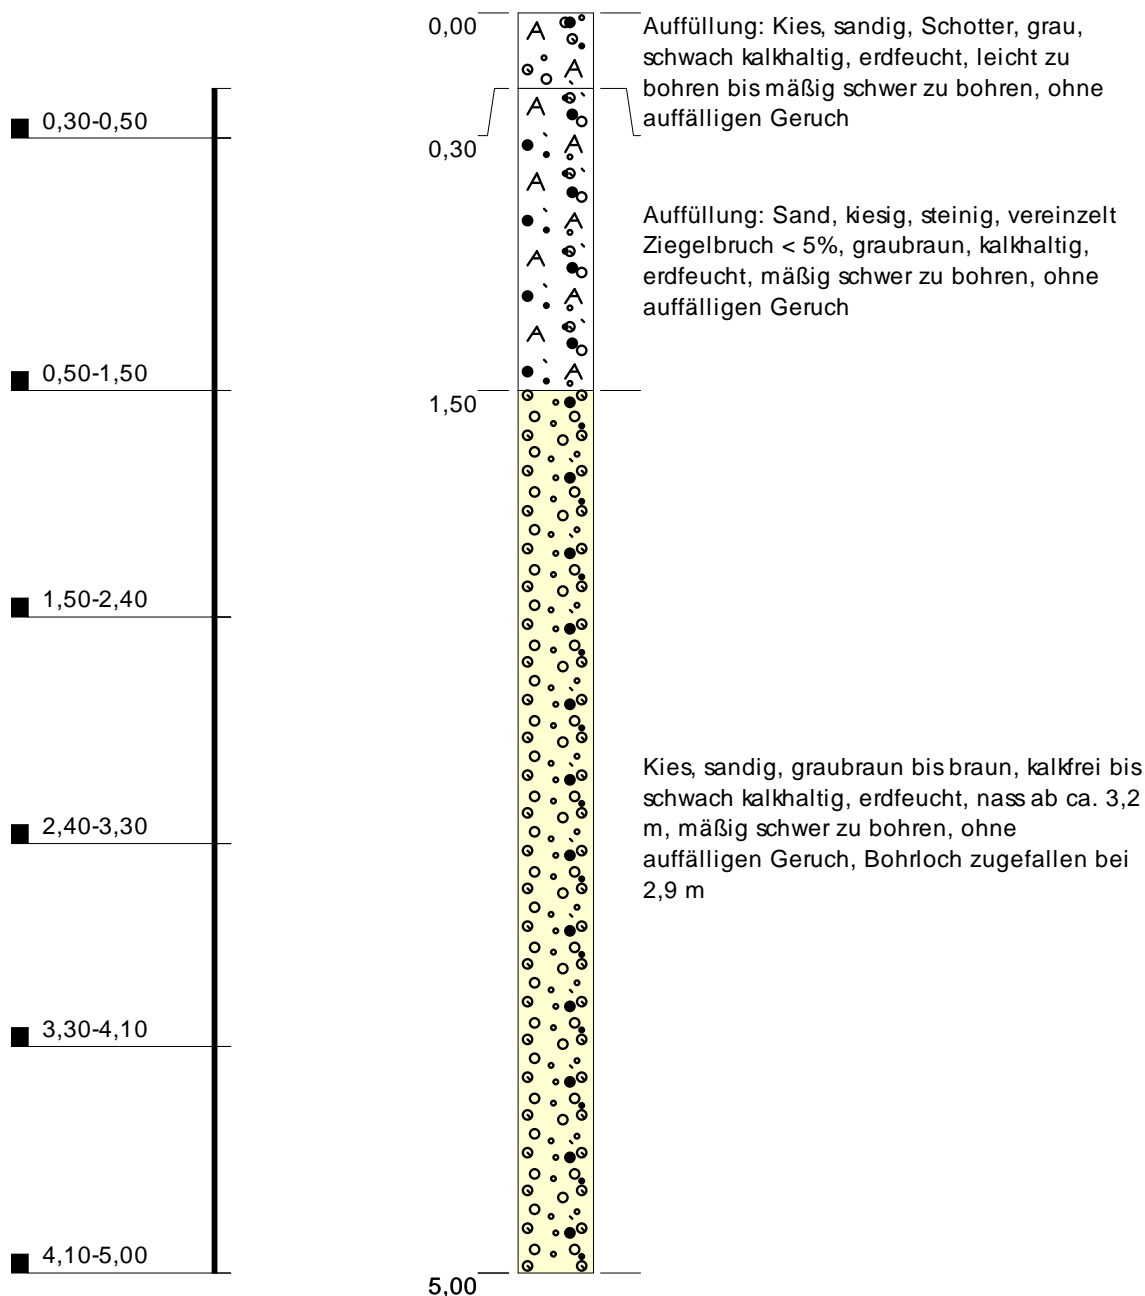 0,00
Auffüllung: Kies, sandig, Schotter, grau,
schwach kalkhaltig, erdfeucht, leicht zu
bohren bis mäßig schwer zu bohren, ohne
auffälligen Geruch
0,30-0,50
0,30
Auffüllung: Sand, kiesig, steinig, vereinzelt
Ziegelbruch < 5%, graubraun, kalkhaltig,
erdfeucht, mäßig schwer zu bohren, ohne
auffälligen Geruch
0,50-1,50
1,50
1,50-2,40
Kies, sandig, graubraun bis braun, kalkfrei bis
schwach kalkhaltig, erdfeucht, nass ab ca. 3,2
m, mäßig schwer zu bohren, ohne
auffälligen Geruch, Bohrloch zugefallen bei
2,9 m
2,40-3,30
3,30-4,10
4,10-5,00
5,00